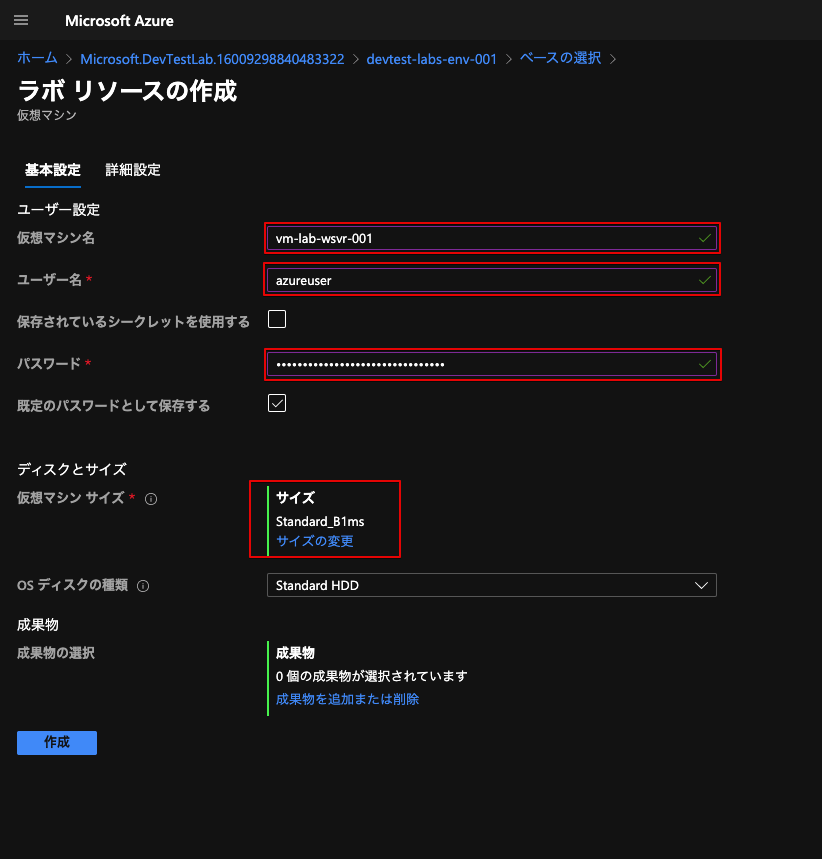 Microsoft Azure
ホーム > Microsoft.DevTestLab.16009298840483322 > devtest-labs-env-001 > ベースの選択 >
ラボ リソースの作成
仮想マシン
基本設定 詳細設定
ユーザー設定
仮想マシン名 vm-lab-wsvr-001
ユーザー名 * azureuser
保存されているシークレットを使用する
パスワード * ••••••••••••••••••••••••••••••••
既定のパスワードとして保存する
ディスクとサイズ
仮想マシン サイズ * サイズ
Standard_B1ms
サイズの変更
OS ディスクの種類 Standard HDD
成果物
成果物の選択 成果物
0 個の成果物が選択されています
成果物を追加または削除
作成